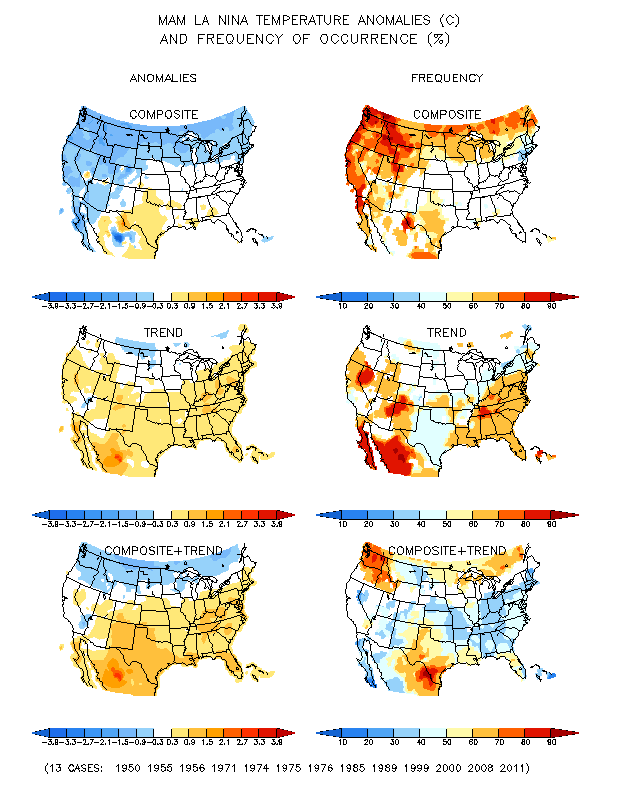 MAM LA NINA TEMPERATURE ANOMALIES (C)
AND FREQUENCY OF OCCURRENCE (%)
ANOMALIES FREQUENCY
COMPOSITE COMPOSITE
-3.9 -3.3 -2.7 -2.1 -1.5 -0.9 -0.3 0.3 0.9 1.5 2.1 2.7 3.3 3.9 10 20 30 40 50 60 70 80 90
TREND TREND
-3.9 -3.3 -2.7 -2.1 -1.5 -0.9 -0.3 0.3 0.9 1.5 2.1 2.7 3.3 3.9 10 20 30 40 50 60 70 80 90
COMPOSITE+TREND COMPOSITE+TREND
-3.9 -3.3 -2.7 -2.1 -1.5 -0.9 -0.3 0.3 0.9 1.5 2.1 2.7 3.3 3.9 10 20 30 40 50 60 70 80 90
(13 CASES: 1950 1955 1956 1971 1974 1975 1976 1985 1989 1999 2000 2008 2011)